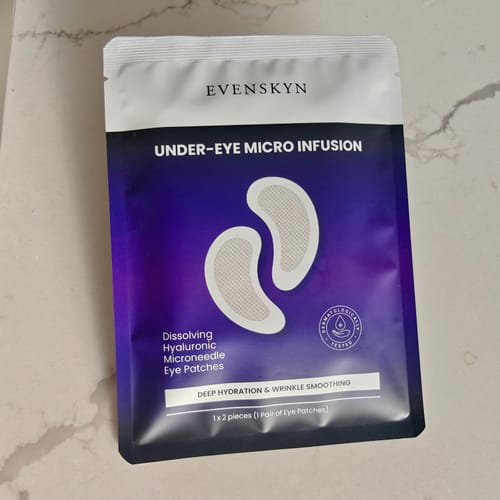 EVENSKYN
UNDER-EYE MICRO INFUSION
Dissolving
Hyaluronic
Microneedle
Eye Patches
DERMATOLOGICALLY
TESTED
DEEP HYDRATION & WRINKLE SMOOTHING
1 x 2 pieces (1 Pair of Eye Patches)